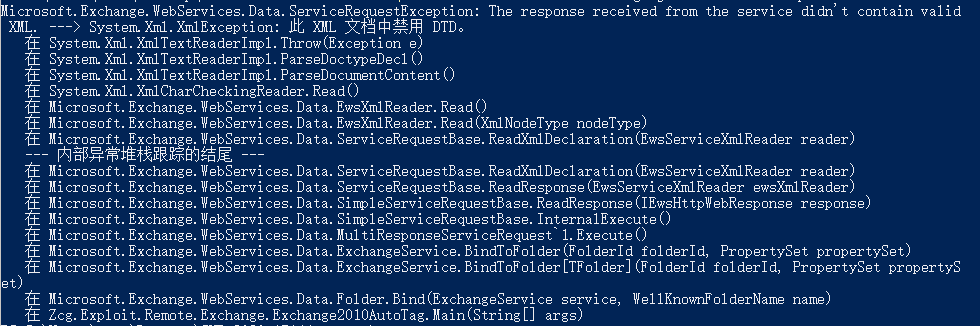 Microsoft.Exchange.WebServices.Data.ServiceRequestException: The response received from the service didn't contain valid
 XML. ---> System.Xml.XmlException: 此 XML 文档中禁用 DTD。
   在 System.Xml.XmlTextReaderImpl.Throw(Exception e)
   在 System.Xml.XmlTextReaderImpl.ParseDoctypeDecl()
   在 System.Xml.XmlTextReaderImpl.ParseDocumentContent()
   在 System.Xml.XmlCharCheckingReader.Read()
   在 Microsoft.Exchange.WebServices.Data.EwsXmlReader.Read()
   在 Microsoft.Exchange.WebServices.Data.EwsXmlReader.Read(XmlNodeType nodeType)
   在 Microsoft.Exchange.WebServices.Data.ServiceRequestBase.ReadXmlDeclaration(EwsServiceXmlReader reader)
   --- 内部异常堆栈跟踪的结尾 ---
   在 Microsoft.Exchange.WebServices.Data.ServiceRequestBase.ReadXmlDeclaration(EwsServiceXmlReader reader)
   在 Microsoft.Exchange.WebServices.Data.ServiceRequestBase.ReadResponse(EwsServiceXmlReader ewsXmlReader)
   在 Microsoft.Exchange.WebServices.Data.SimpleServiceRequestBase.ReadResponse(IEwsHttpWebResponse response)
   在 Microsoft.Exchange.WebServices.Data.SimpleServiceRequestBase.InternalExecute()
   在 Microsoft.Exchange.WebServices.Data.MultiResponseServiceRequest`1.Execute()
   在 Microsoft.Exchange.WebServices.Data.ExchangeService.BindToFolder(FolderId folderId, PropertySet propertySet)
   在 Microsoft.Exchange.WebServices.Data.ExchangeService.BindToFolder[TFolder](FolderId folderId, PropertySet propertyS
et)
   在 Microsoft.Exchange.WebServices.Data.Folder.Bind(ExchangeService service, WellKnownFolderName name)
   在 Zcg.Exploit.Remote.Exchange.Exchange2010AutoTag.Main(String[] args)